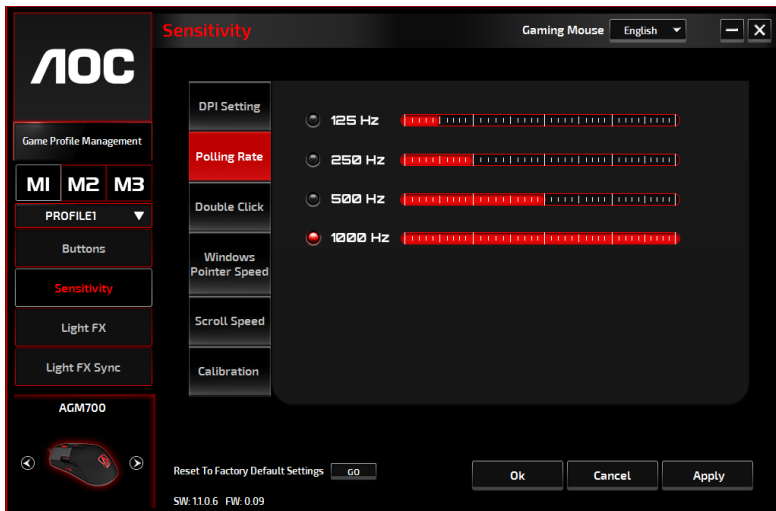 AOC
Sensitivity
Gaming Mouse English
Game Profile Management
M1 M2 M3
PROFILE1
Buttons
Sensitivity
Light FX
Light FX Sync
AGM700
DPI Setting
Polling Rate
Double Click
Windows
Pointer Speed
Scroll Speed
Calibration
125 Hz
250 Hz
500 Hz
1000 Hz
Reset To Factory Default Settings GO
SW: 1.1.0.6 FW: 0.09
Ok Cancel Apply